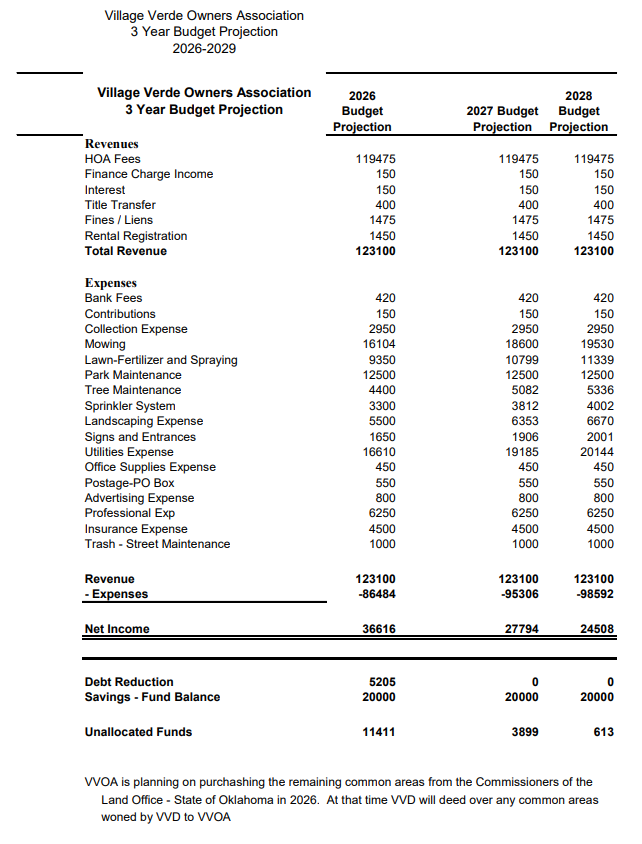 Village Verde Owners Association
3 Year Budget Projection
2026-2029
Village Verde Owners Association 2026
3 Year Budget Projection Budget 2027 Budget 2028 Budget
Projection Projection Projection
Revenues
HOA Fees 119475 119475 119475
Finance Charge Income 150 150 150
Interest 150 150 150
Title Transfer 400 400 400
Fines / Liens 1475 1475 1475
Rental Registration 1450 1450 1450
Total Revenue 123100 123100 123100
Expenses
Bank Fees 420 420 420
Contributions 150 150 150
Collection Expense 2950 2950 2950
Mowing 16104 18600 19530
Lawn-Fertilizer and Spraying 9350 10799 11339
Park Maintenance 12500 12500 12500
Tree Maintenance 4400 5082 5336
Sprinkler System 3300 3812 4002
Landscaping Expense 5500 6353 6670
Signs and Entrances 1650 1906 2001
Utilities Expense 16610 19185 20144
Office Supplies Expense 450 450 450
Postage-PO Box 550 550 550
Advertising Expense 800 800 800
Professional Exp 6250 6250 6250
Insurance Expense 4500 4500 4500
Trash - Street Maintenance 1000 1000 1000
Revenue 123100 123100 123100
- Expenses -86484 -95306 -98592
Net Income 36616 27794 24508
Debt Reduction 5205 0 0
Savings - Fund Balance 20000 20000 20000
Unallocated Funds 11411 3899 613
VVOA is planning on purchashing the remaining common areas from the Commissioners of the
Land Office - State of Oklahoma in 2026. At that time VVD will deed over any common areas
woned by VVD to VVOA